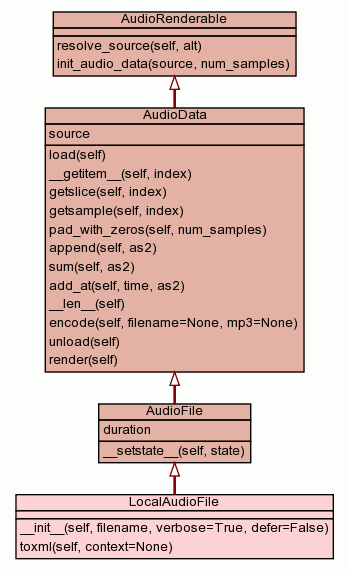 AudioRenderable
resolve_source(self, alt)
init_audio_data(source, num_samples)
AudioData
source
load(self)
__getitem__(self, index)
getslice(self, index)
getsample(self, index)
pad_with_zeros(self, num_samples)
append(self, as2)
sum(self, as2)
add_at(self, time, as2)
__len__(self)
encode(self, filename=None, mp3=None)
unload(self)
render(self)
AudioFile
duration
__setstate__(self, state)
LocalAudioFile
__init__(self, filename, verbose=True, defer=False)
toxml(self, context=None)